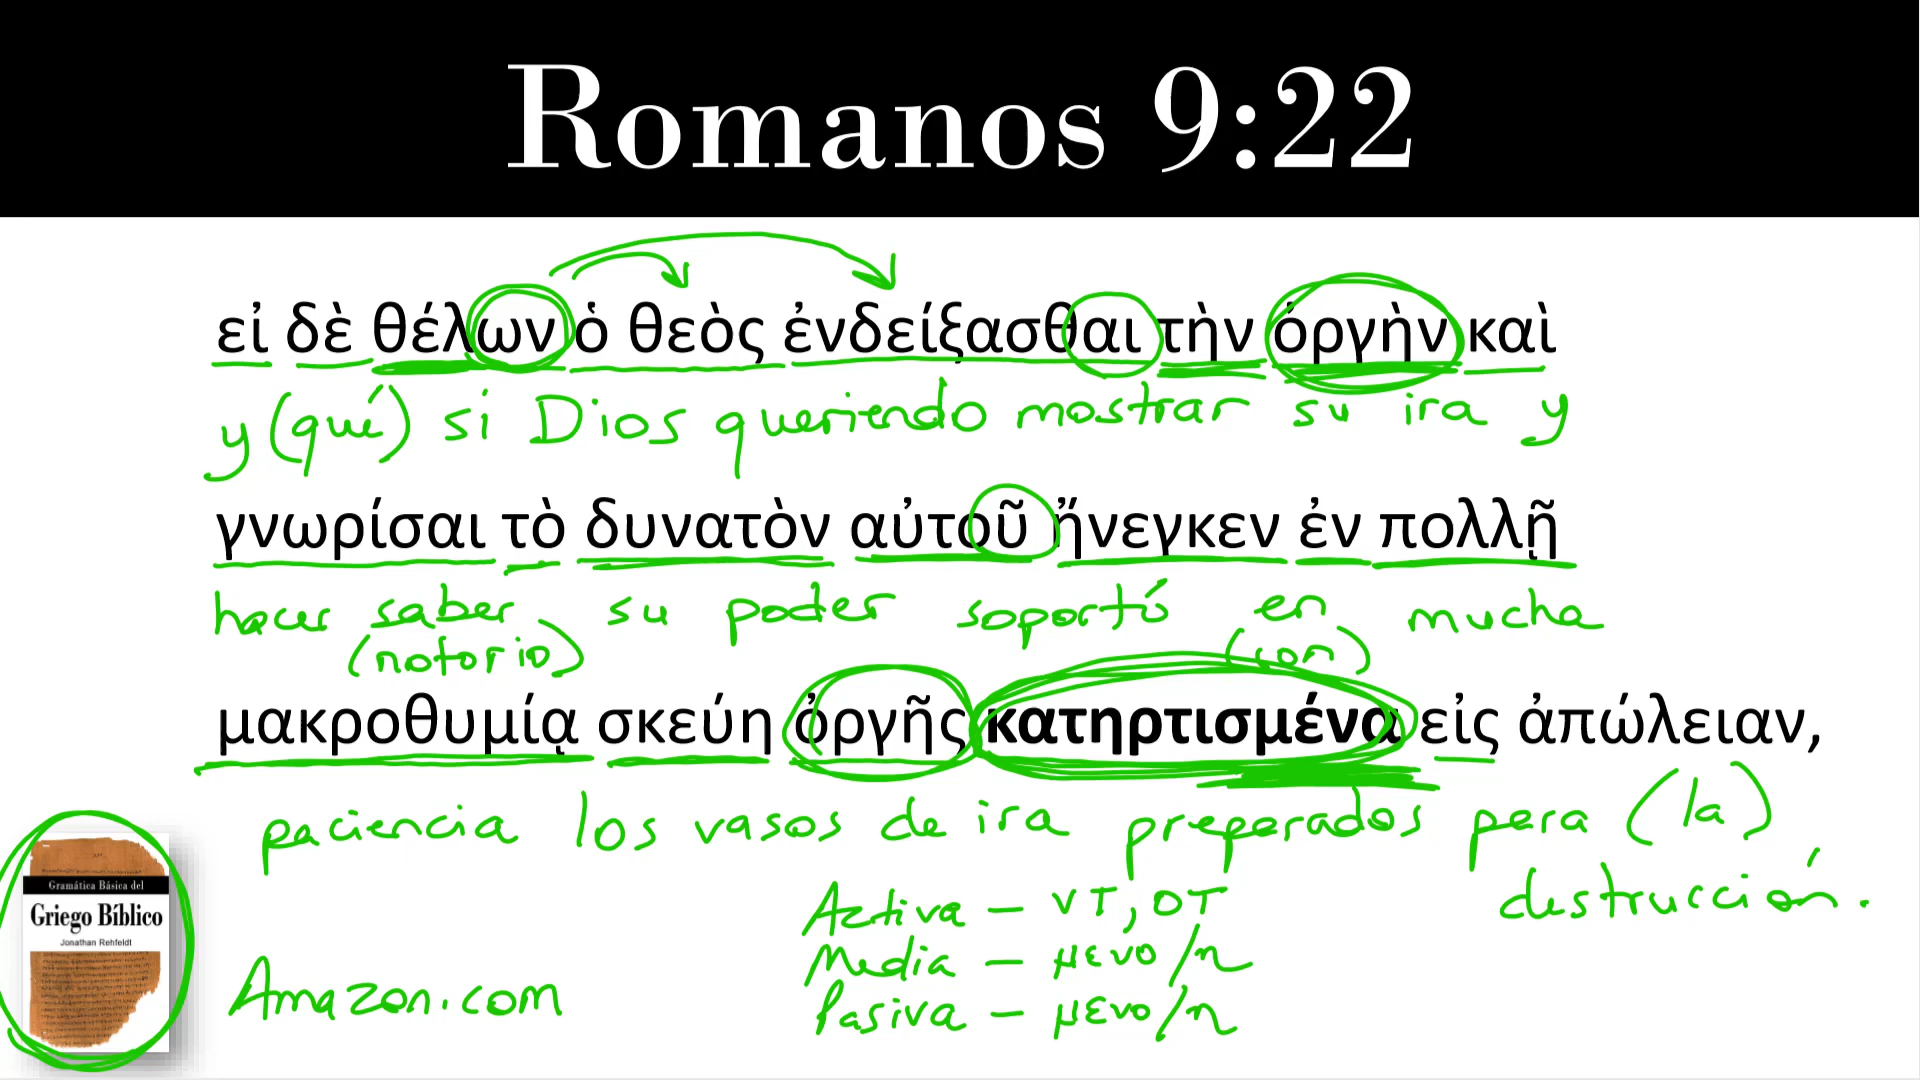 Romanos 9:22
εἰ δὲ θέλων ὁ θεὸς ἐνδείξασθαι τὴν ὀργὴν καὶ
y (qué) si Dios queriendo mostrar su ira y
γνωρίσαι τὸ δυνατὸν αὐτοῦ ἤνεγκεν ἐν πολλῇ
hacer saber su poder soportó en mucha
(notorio) (con)
μακροθυμίᾳ σκεύη ὀργῆς κατηρτισμένα εἰς ἀπώλειαν,
paciencia los vasos de ira preparados para (la)
destrucción.
Activa – ντ, οτ
Media – μενο/η
Pasiva – μενο/η
Gramática Básica del
Griego Bíblico
Jonathan Rehfeldt
Amazon.com